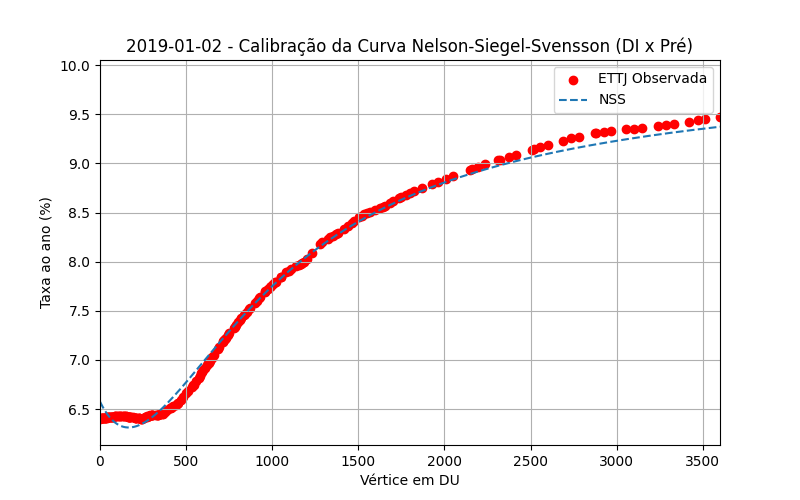 2019-01-02 - Calibração da Curva Nelson-Siegel-Svensson (DI x Pré)
ETTJ Observada
NSS
Taxa ao ano (%)
10.0
9.5
9.0
8.5
8.0
7.5
7.0
6.5
0 500 1000 1500 2000 2500 3000 3500
Vértice em DU